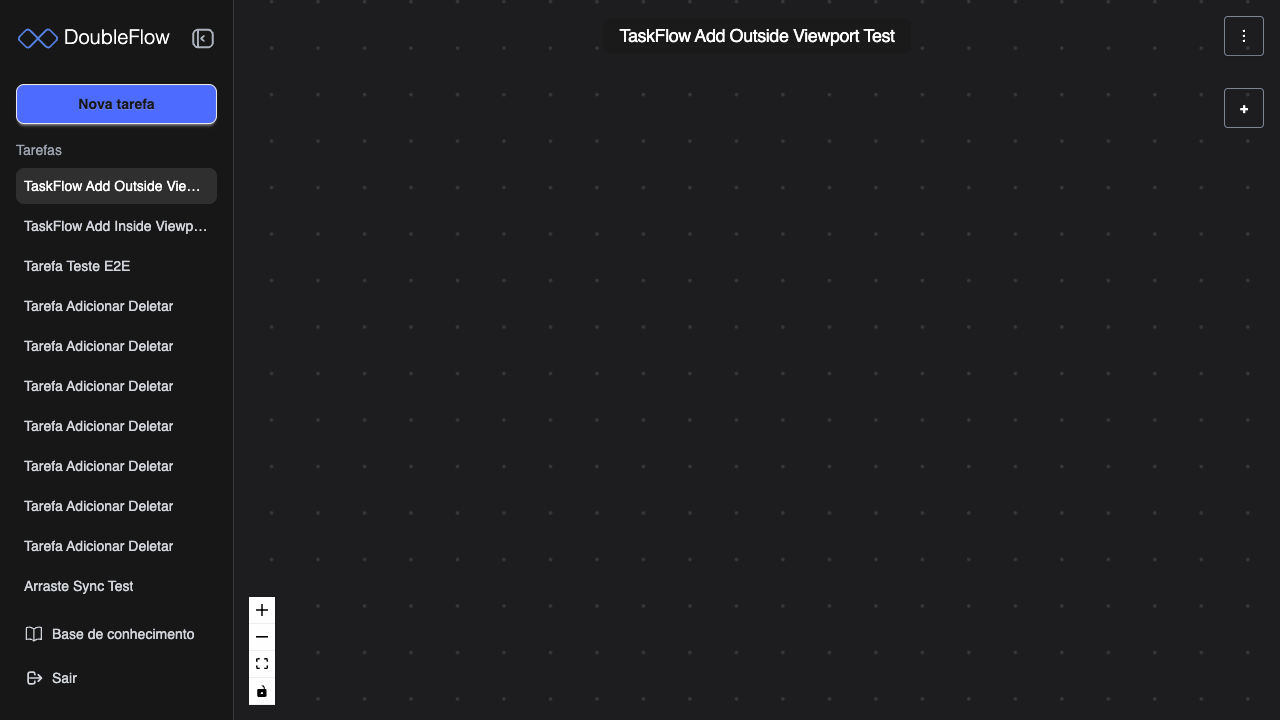 DoubleFlow
Nova tarefa
Tarefas
TaskFlow Add Outside Vie...
TaskFlow Add Inside Viewp...
Tarefa Teste E2E
Tarefa Adicionar Deletar
Tarefa Adicionar Deletar
Tarefa Adicionar Deletar
Tarefa Adicionar Deletar
Tarefa Adicionar Deletar
Tarefa Adicionar Deletar
Tarefa Adicionar Deletar
Arraste Sync Test
Base de conhecimento
Sair
TaskFlow Add Outside Viewport Test